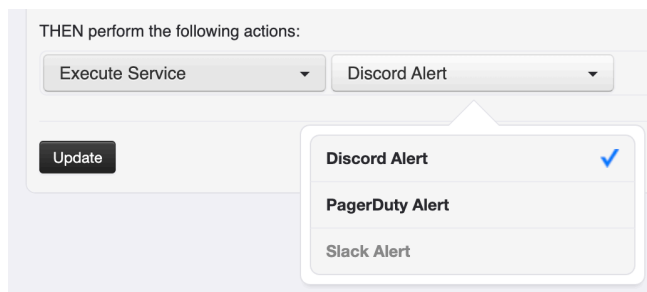 THEN perform the following actions:
Execute Service
Discord Alert
Update
Discord Alert
PagerDuty Alert
Slack Alert